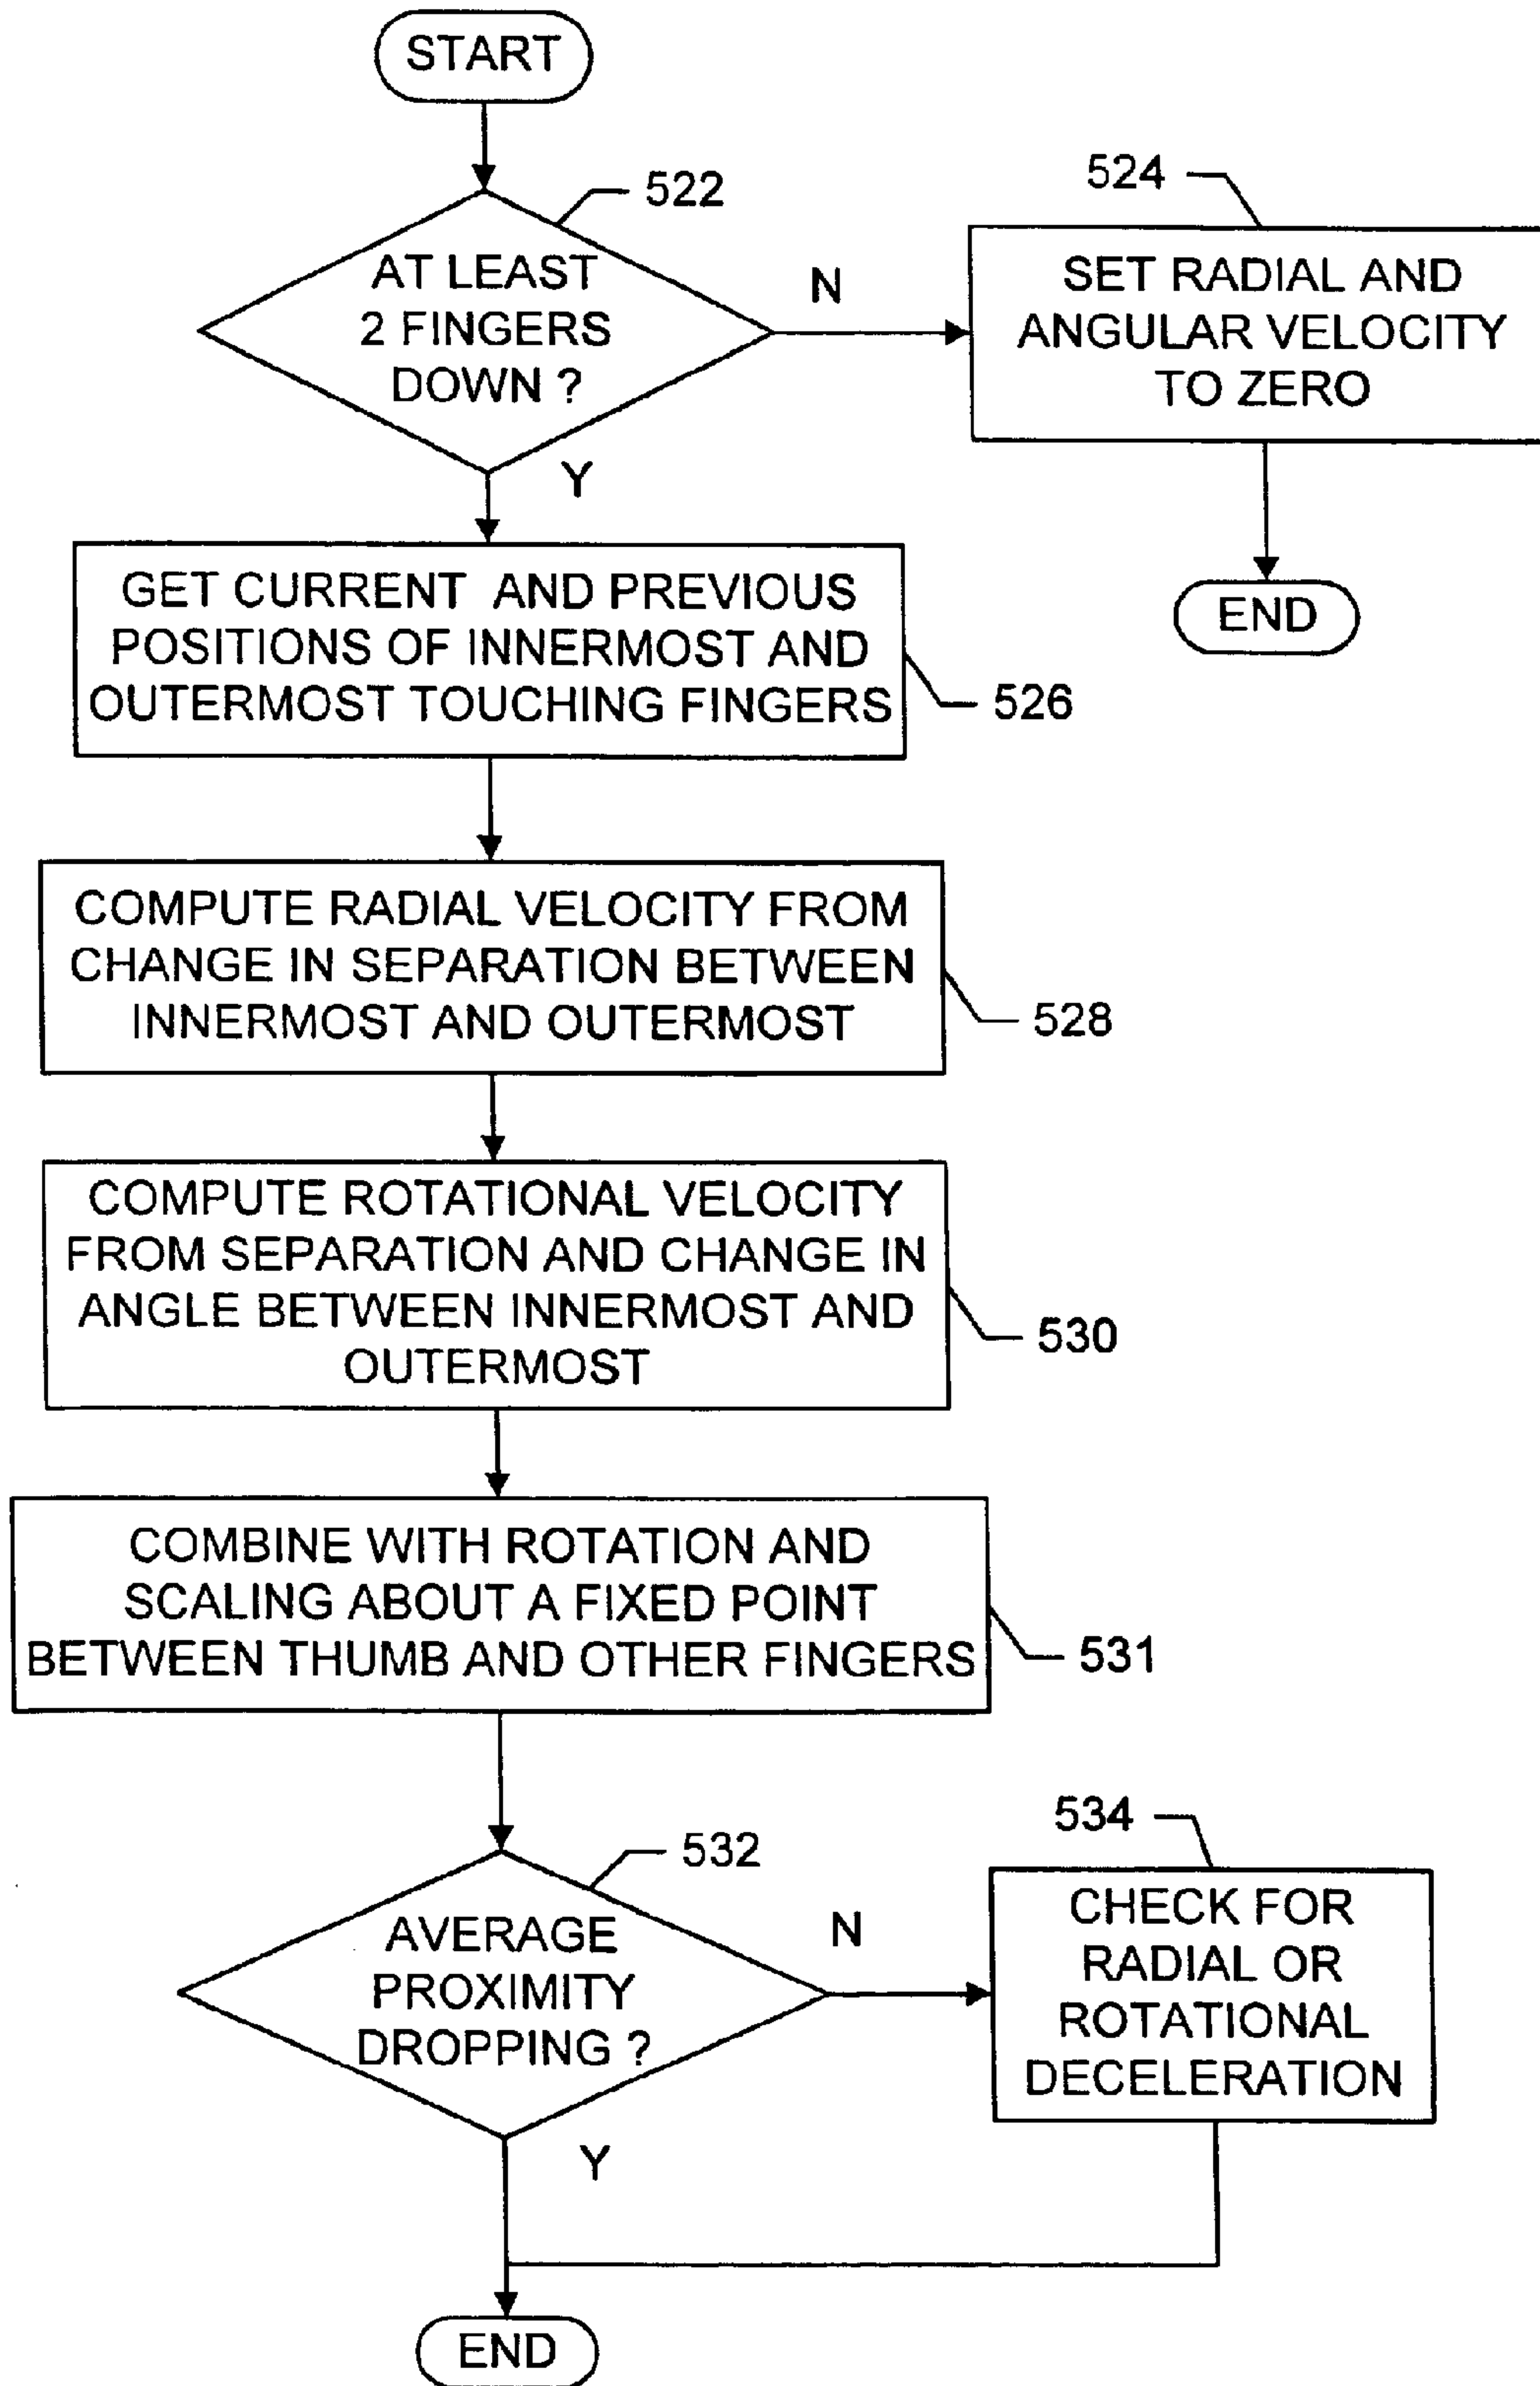 START
522
AT LEAST
2 FINGERS
DOWN ?
N
524
SET RADIAL AND
ANGULAR VELOCITY
TO ZERO
END
Y
GET CURRENT AND PREVIOUS
POSITIONS OF INNERMOST AND
OUTERMOST TOUCHING FINGERS
526
COMPUTE RADIAL VELOCITY FROM
CHANGE IN SEPARATION BETWEEN
INNERMOST AND OUTERMOST
528
COMPUTE ROTATIONAL VELOCITY
FROM SEPARATION AND CHANGE IN
ANGLE BETWEEN INNERMOST AND
OUTERMOST
530
COMBINE WITH ROTATION AND
SCALING ABOUT A FIXED POINT
BETWEEN THUMB AND OTHER FINGERS
531
532
AVERAGE
PROXIMITY
DROPPING ?
N
534
CHECK FOR
RADIAL OR
ROTATIONAL
DECELERATION
Y
END